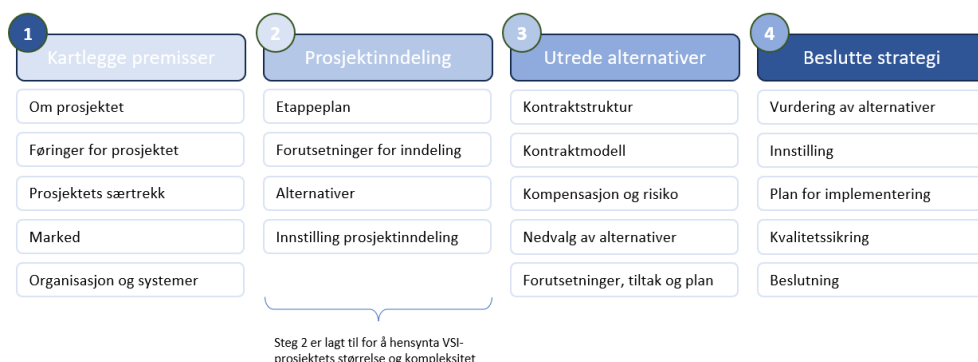 1
Kartlegge premisser
Om prosjektet
Føringer for prosjektet
Prosjektets særtrekk
Marked
Organisasjon og systemer
2
Prosjektinndeling
Etappeplan
Forutsetninger for inndeling
Alternativer
Innstilling prosjektinndeling
Steg 2 er lagt til for å hensynta VSI-
prosjektets størrelse og kompleksitet
3
Utrede alternativer
Kontraktstruktur
Kontraktmodell
Kompensasjon og risiko
Nedvalg av alternativer
Forutsetninger, tiltak og plan
4
Beslutte strategi
Vurdering av alternativer
Innstilling
Plan for implementering
Kvalitetssikring
Beslutning